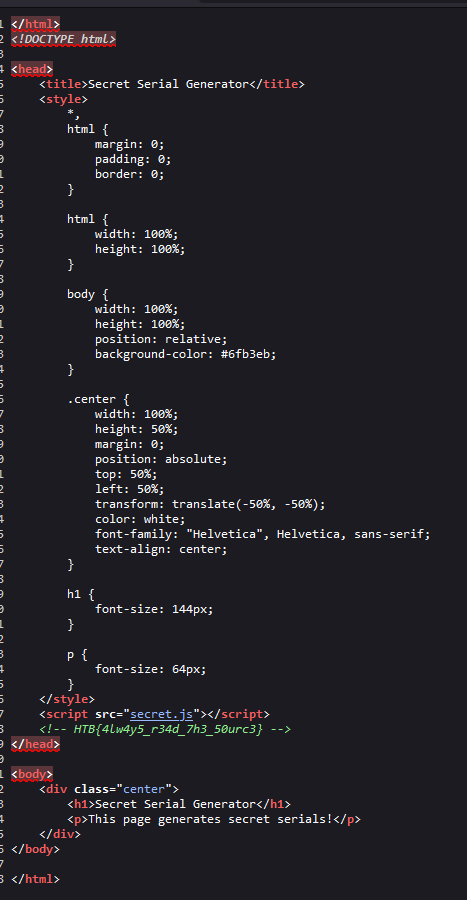 1 </html>
2 <!DOCTYPE html>
3
4 <head>
5     <title>Secret Serial Generator</title>
6     <style>
7         *,
8         html {
9             margin: 0;
0             padding: 0;
1             border: 0;
2         }
3
4         html {
5             width: 100%;
6             height: 100%;
7         }
8
9         body {
0             width: 100%;
1             height: 100%;
2             position: relative;
3             background-color: #6fb3eb;
4         }
5
6         .center {
7             width: 100%;
8             height: 50%;
9             margin: 0;
0             position: absolute;
1             top: 50%;
2             left: 50%;
3             transform: translate(-50%, -50%);
4             color: white;
5             font-family: "Helvetica", Helvetica, sans-serif;
6             text-align: center;
7         }
8
9         h1 {
0             font-size: 144px;
1         }
2
3         p {
4             font-size: 64px;
5         }
6     </style>
7     <script src="secret.js"></script>
8     <!-- HTB{4lw4y5_r34d_7h3_50urc3} -->
9 </head>
0
1 <body>
2     <div class="center">
3         <h1>Secret Serial Generator</h1>
4         <p>This page generates secret serials!</p>
5     </div>
6 </body>
7
8 </html>